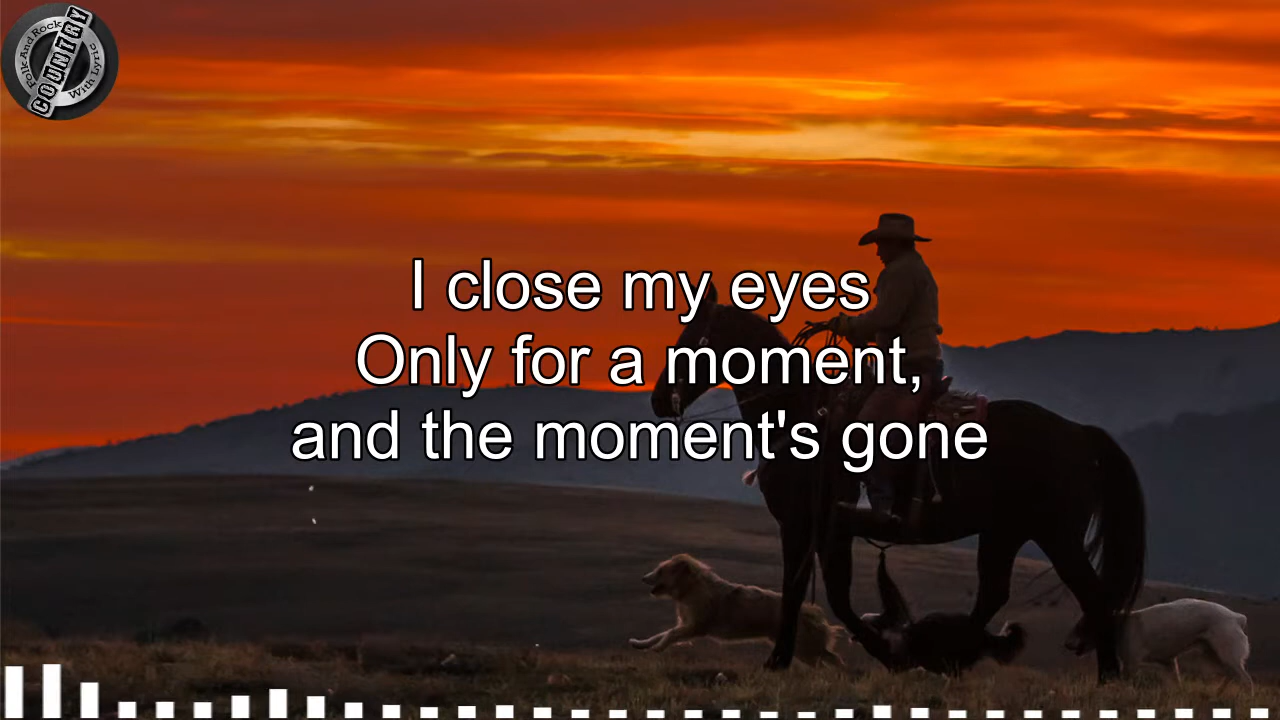 Folk And Rock
COUNTRY
With Lyric
I close my eyes
Only for a moment,
and the moment's gone